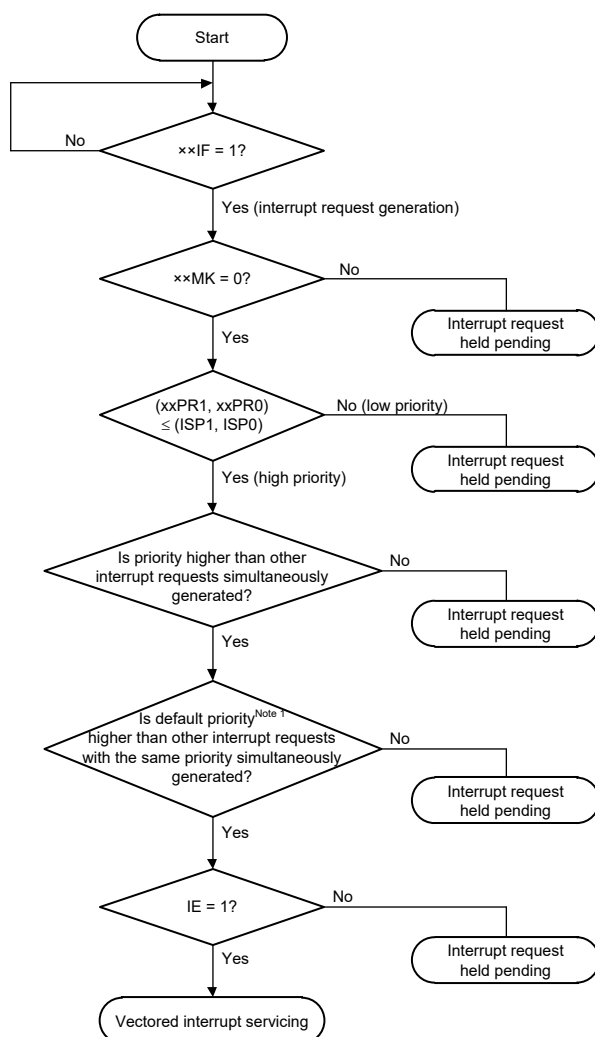 Start
No
××IF = 1?
Yes (interrupt request generation)
××MK = 0?
No
Interrupt request
held pending
Yes
(xxPR1, xxPR0)
≤ (ISP1, ISP0)
No (low priority)
Interrupt request
held pending
Yes (high priority)
Is priority higher than other
interrupt requests simultaneously
generated?
No
Interrupt request
held pending
Yes
Is default priority Note 1
higher than other interrupt requests
with the same priority simultaneously
generated?
No
Interrupt request
held pending
Yes
IE = 1?
No
Interrupt request
held pending
Yes
Vectored interrupt servicing